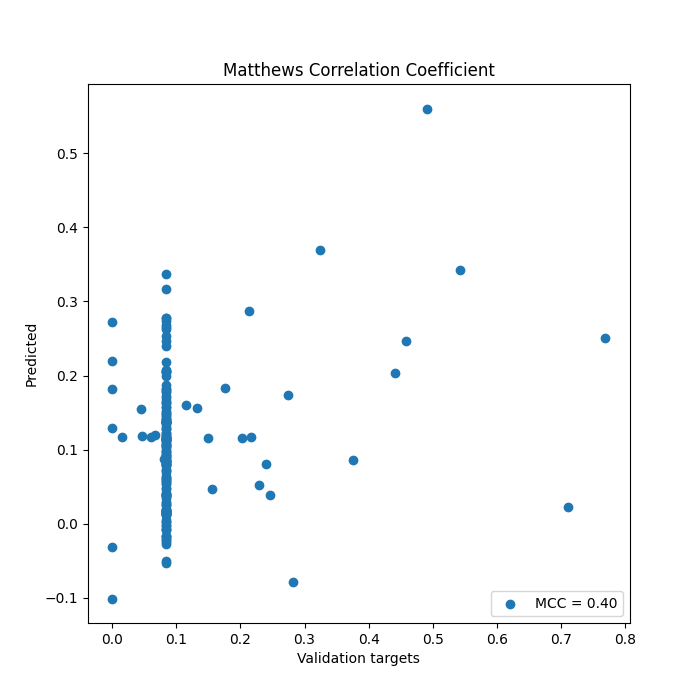 Matthews Correlation Coefficient
0.5
0.4
0.3
0.2
0.1
0.0
−0.1
Predicted
MCC = 0.40
0.0 0.1 0.2 0.3 0.4 0.5 0.6 0.7 0.8
Validation targets